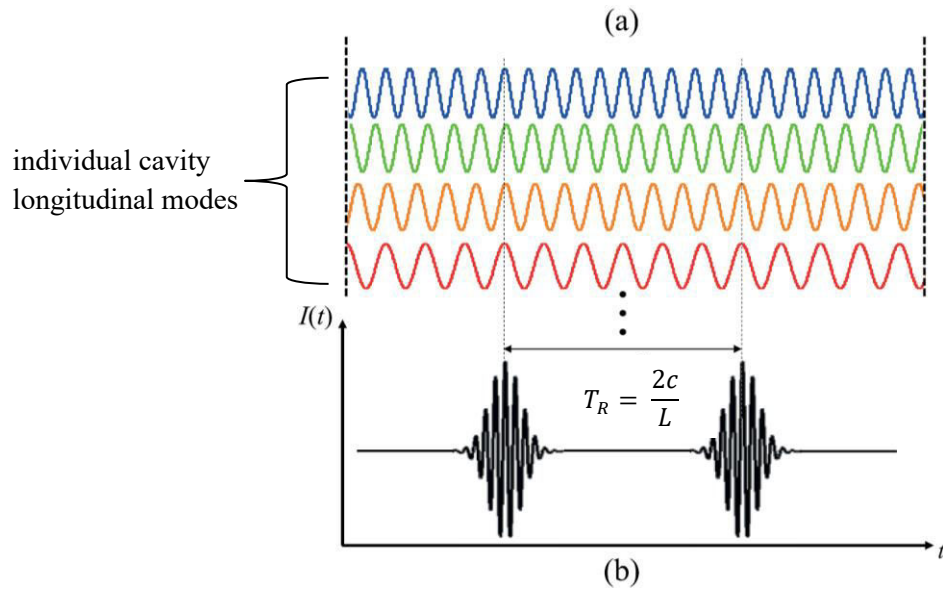 (a)
individual cavity
longitudinal modes
I(t)
T_R = 2c/L
t
(b)